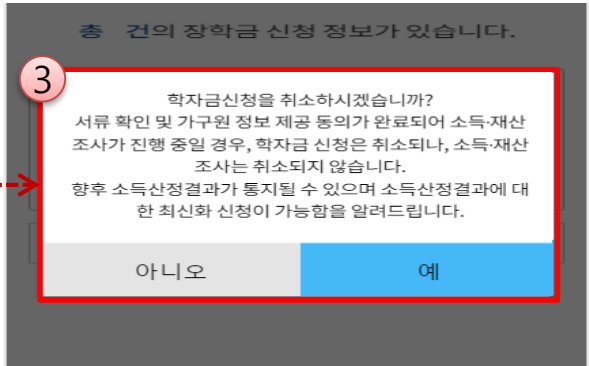 총 건의 장학금 신청 정보가 있습니다.
3
학자금신청을 취소하시겠습니까?
서류 확인 및 가구원 정보 제공 동의가 완료되어 소득·재산
조사가 진행 중일 경우, 학자금 신청은 취소되나, 소득·재산
조사는 취소되지 않습니다.
향후 소득산정결과가 통지될 수 있으며 소득산정결과에 대
한 최신화 신청이 가능함을 알려드립니다.
아니오
예